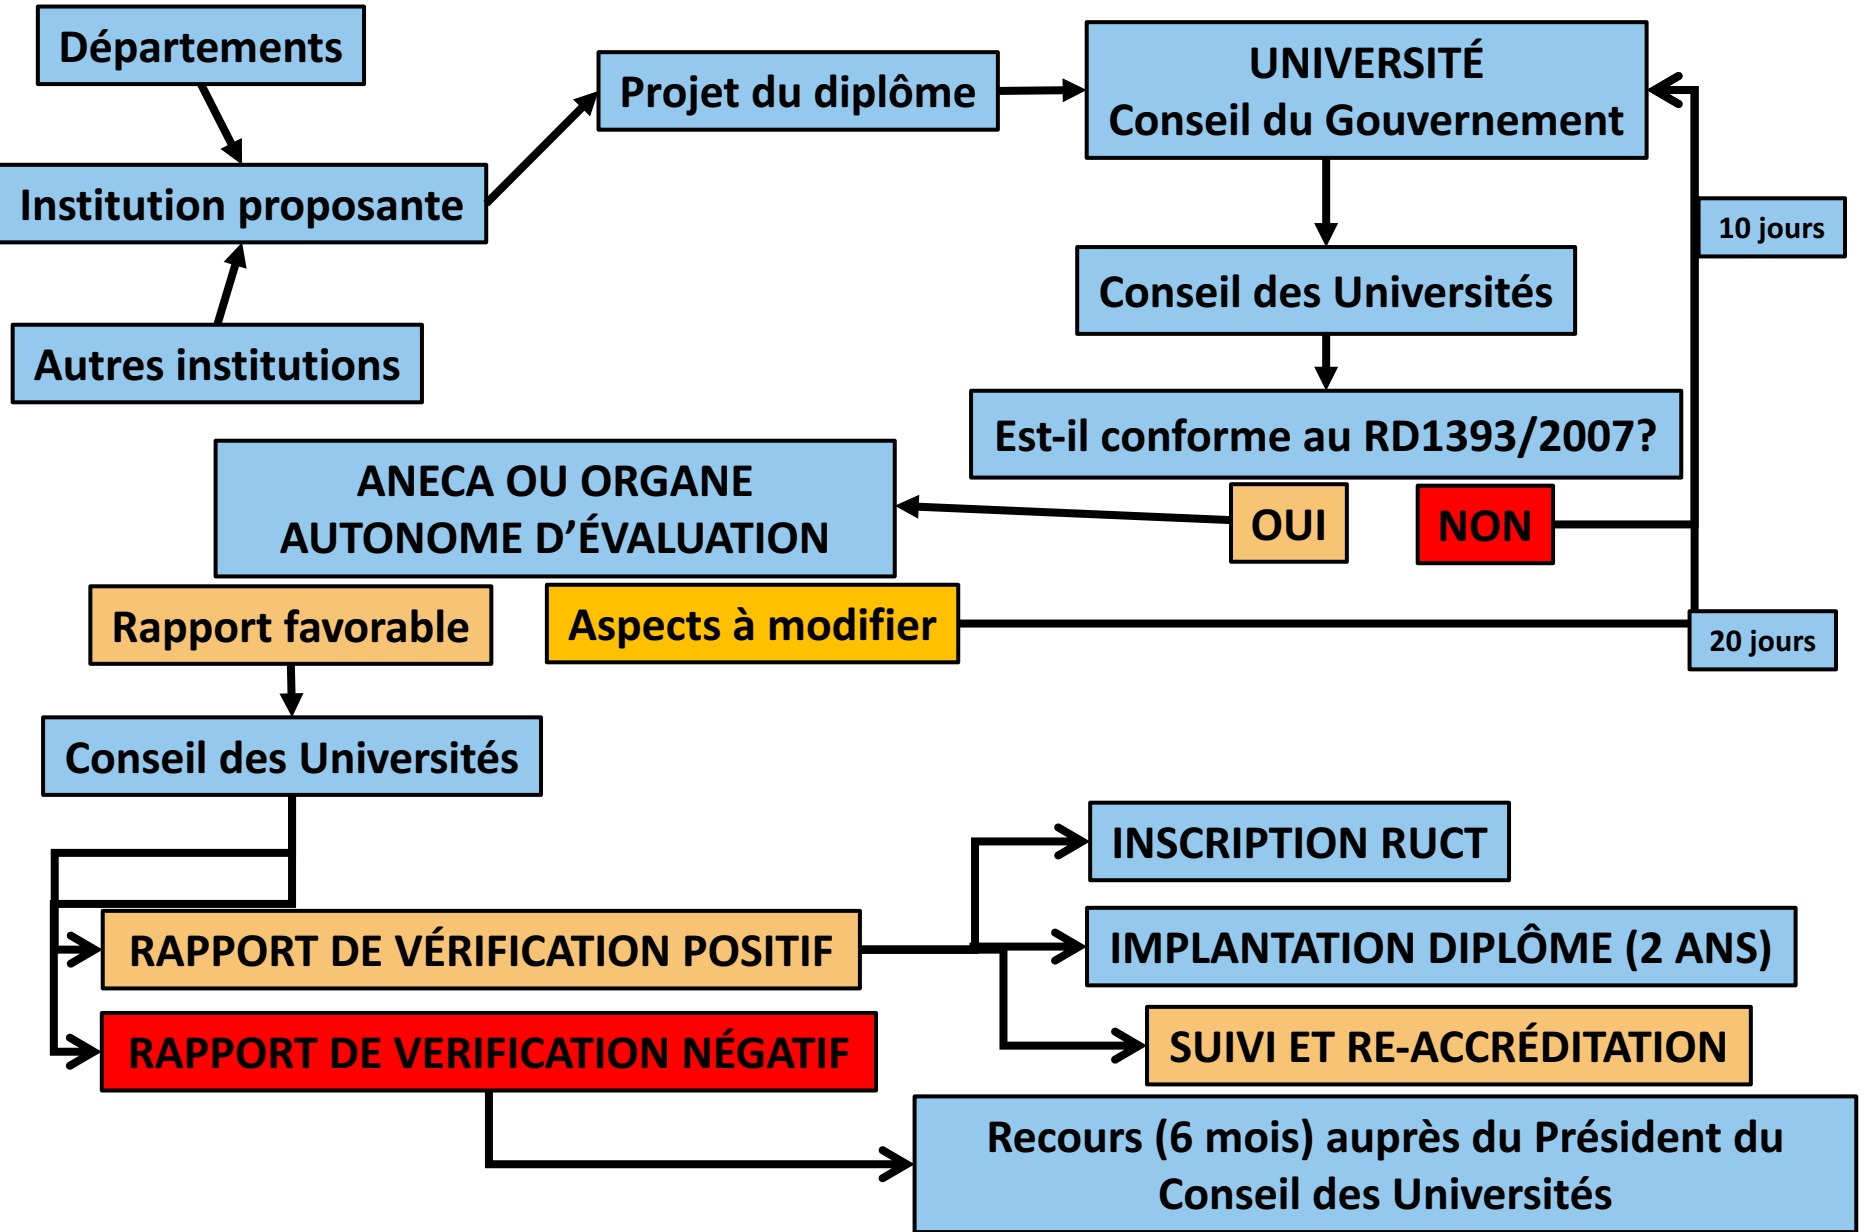 Départements
Projet du diplôme
UNIVERSITÉ
Conseil du Gouvernement
Institution proposante
10 jours
Conseil des Universités
Autres institutions
Est-il conforme au RD1393/2007?
ANECA OU ORGANE
AUTONOME D’ÉVALUATION
OUI
NON
Rapport favorable
Aspects à modifier
20 jours
Conseil des Universités
INSCRIPTION RUCT
RAPPORT DE VÉRIFICATION POSITIF
IMPLANTATION DIPLÔME (2 ANS)
RAPPORT DE VERIFICATION NÉGATIF
SUIVI ET RE-ACCRÉDITATION
Recours (6 mois) auprès du Président du
Conseil des Universités